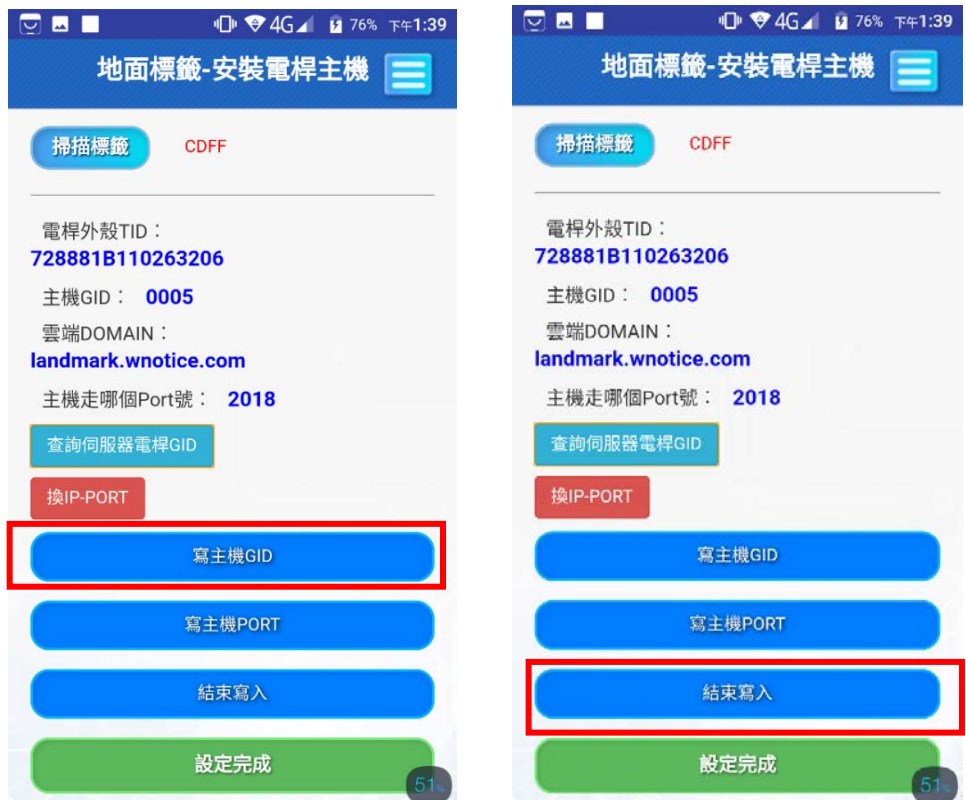 4G 76% 下午1:39
地面標籤-安裝電桿主機
掃描標籤 CDFF
電桿外殼TID：
728881B110263206
主機GID： 0005
雲端DOMAIN：
landmark.wnotice.com
主機走哪個Port號： 2018
查詢伺服器電桿GID
換IP-PORT
寫主機GID
寫主機PORT
結束寫入
設定完成
51%
4G 76% 下午1:39
地面標籤-安裝電桿主機
掃描標籤 CDFF
電桿外殼TID：
728881B110263206
主機GID： 0005
雲端DOMAIN：
landmark.wnotice.com
主機走哪個Port號： 2018
查詢伺服器電桿GID
換IP-PORT
寫主機GID
寫主機PORT
結束寫入
設定完成
51%